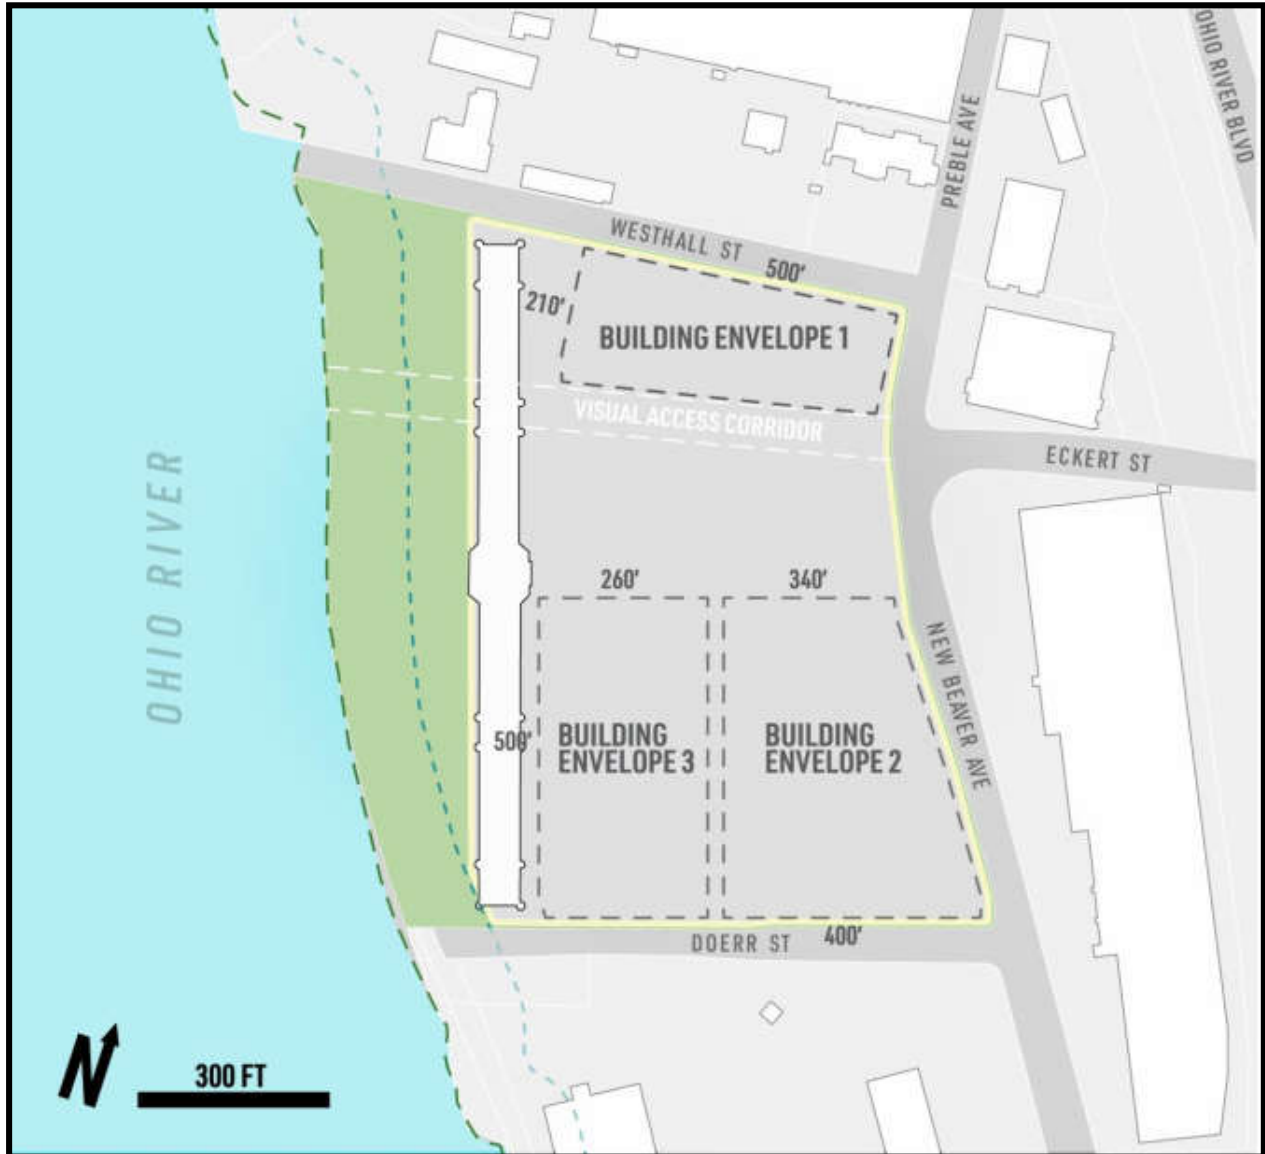 OHIO RIVER BLVD
PREBLE AVE
WESTHALL ST
500'
210'
BUILDING ENVELOPE 1
VISUAL ACCESS CORRIDOR
ECKERT ST
OHIO RIVER
260'
340'
NEW BEAVER AVE
500'
BUILDING
ENVELOPE 3
BUILDING
ENVELOPE 2
DOERR ST
400'
N
300 FT